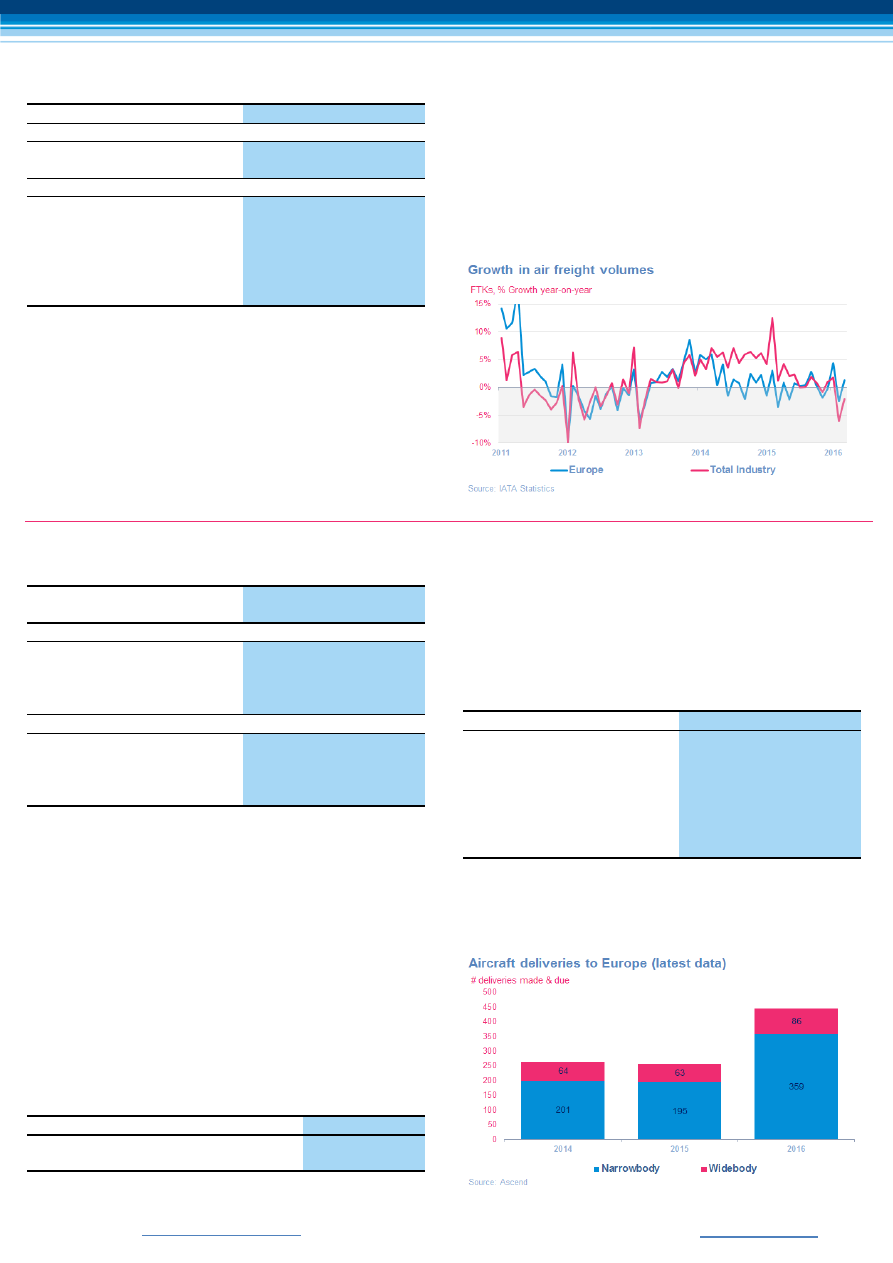 Growth in air freight volumes
FTKs, % Growth year-on-year
15%
10%
5%
0%
-5%
-10%
2011 2012 2013 2014 2015 2016
Europe Total Industry
Source: IATA Statistics
Aircraft deliveries to Europe (latest data)
# deliveries made & due
500
450
400
350
300
250
200
150
100
50
0
64 63 86
201 195 359
2014 2015 2016
Narrowbody Widebody
Source: Ascend